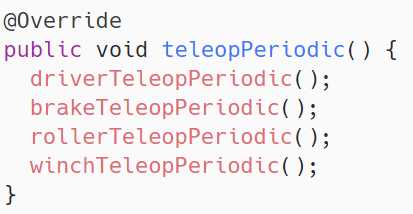 @Override
public void teleopPeriodic() {
  driverTeleopPeriodic();
  brakeTeleopPeriodic();
  rollerTeleopPeriodic();
  winchTeleopPeriodic();
}